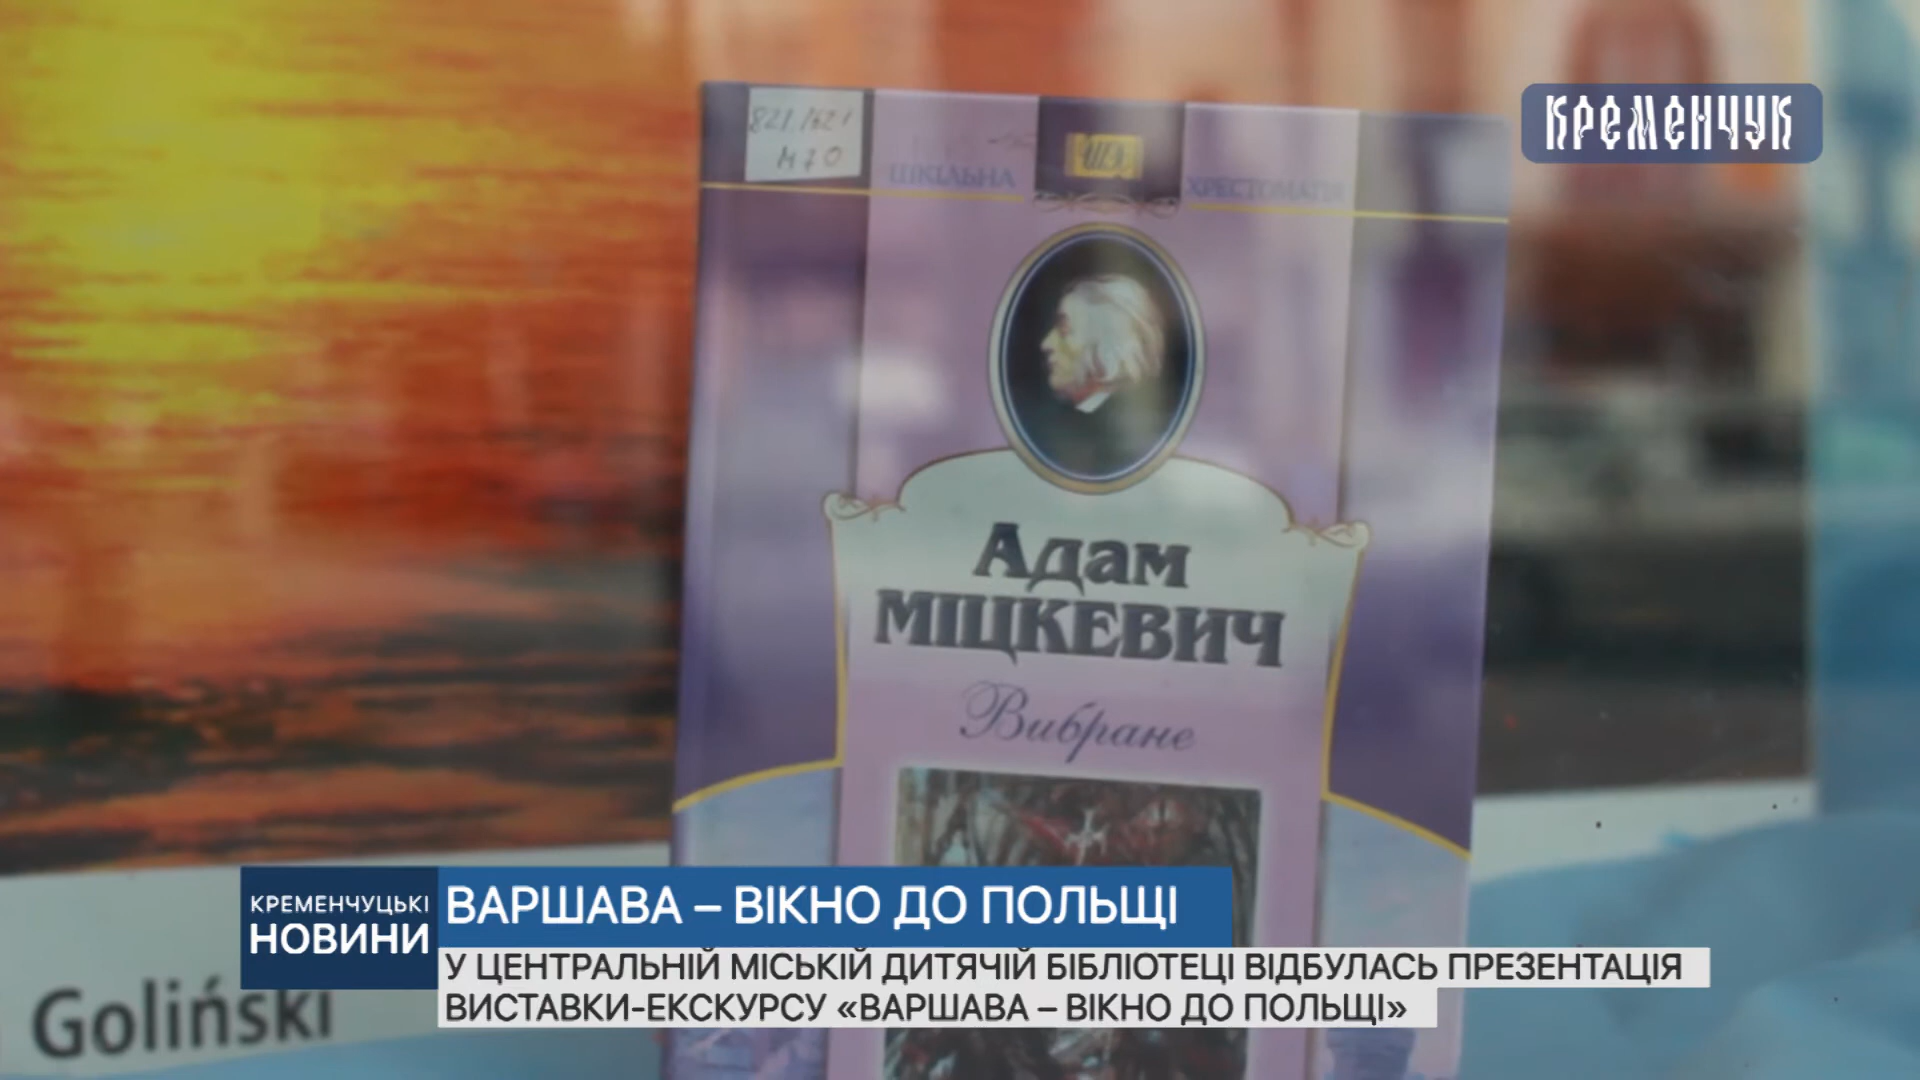 КРЕМЕНЧУК
821.162.1
М70
ШКІЛЬНА
ХРЕСТОМАТІЯ
Адам
МІЦКЕВИЧ
Вибране
КРЕМЕНЧУЦЬКІ
НОВИНИ
ВАРШАВА – ВІКНО ДО ПОЛЬЩІ
У ЦЕНТРАЛЬНІЙ МІСЬКІЙ ДИТЯЧІЙ БІБЛІОТЕЦІ ВІДБУЛАСЬ ПРЕЗЕНТАЦІЯ
ВИСТАВКИ-ЕКСКУРСУ «ВАРШАВА – ВІКНО ДО ПОЛЬЩІ»
Goliński